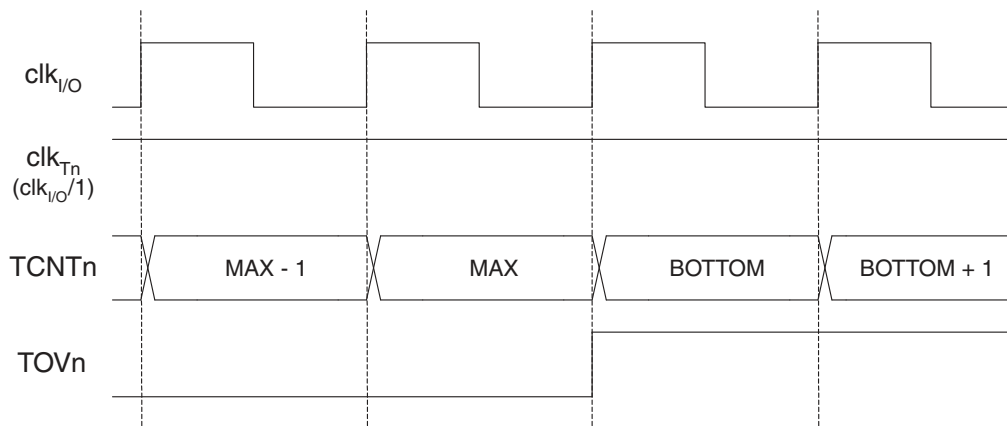 clkI/O
clkTn
(clkI/O/1)
TCNTn
MAX - 1
MAX
BOTTOM
BOTTOM + 1
TOVn